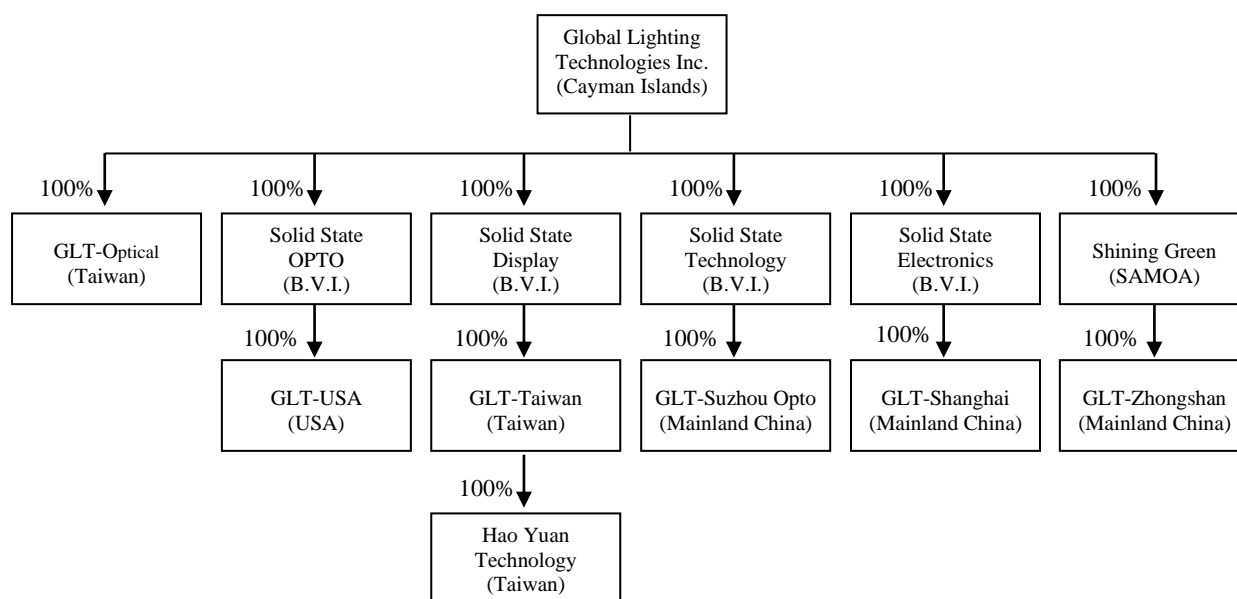 Global Lighting
Technologies Inc.
(Cayman Islands)
100%
100%
100%
100%
100%
100%
GLT-Optical
(Taiwan)
Solid State
OPTO
(B.V.I.)
Solid State
Display
(B.V.I.)
Solid State
Technology
(B.V.I.)
Solid State
Electronics
(B.V.I.)
Shining Green
(SAMOA)
100%
100%
100%
100%
100%
GLT-USA
(USA)
GLT-Taiwan
(Taiwan)
GLT-Suzhou Opto
(Mainland China)
GLT-Shanghai
(Mainland China)
GLT-Zhongshan
(Mainland China)
100%
Hao Yuan
Technology
(Taiwan)